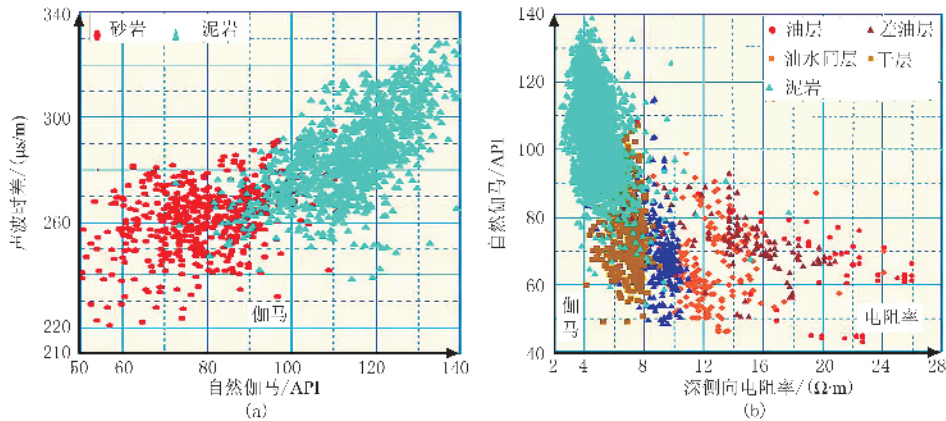 砂岩 泥岩
声波时差/(μs/m)
340
300
260
220
210
伽马
50 60 80 100 120 140
自然伽马/API
(a)
油层 差油层
油水同层 干层
泥岩
自然伽马/API
140
120
100
80
60
40
伽马
电阻率
2 4 8 12 16 20 24 28
深侧向电阻率/(Ω·m)
(b)